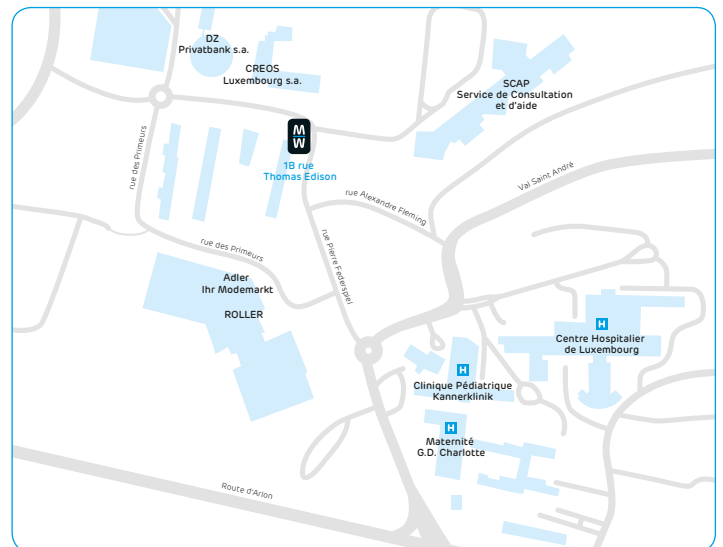 DZ
Privatbank s.a.
CREOS
Luxembourg s.a.
SCAP
Service de Consultation
et d'aide
M
W
1B rue
Thomas Edison
rue des Primeurs
rue Alexandre Fleming
Val Saint André
rue des Primeurs
rue Pierre Federspiel
Adler
Ihr Modemarkt
ROLLER
H
Centre Hospitalier
de Luxembourg
H
Clinique Pédiatrique
Kannerklinik
H
Maternité
G.D. Charlotte
Route d'Arlon